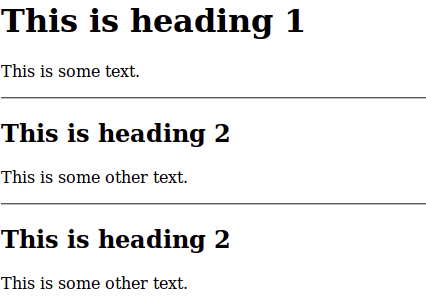 This is heading 1
This is some text.
This is heading 2
This is some other text.
This is heading 2
This is some other text.